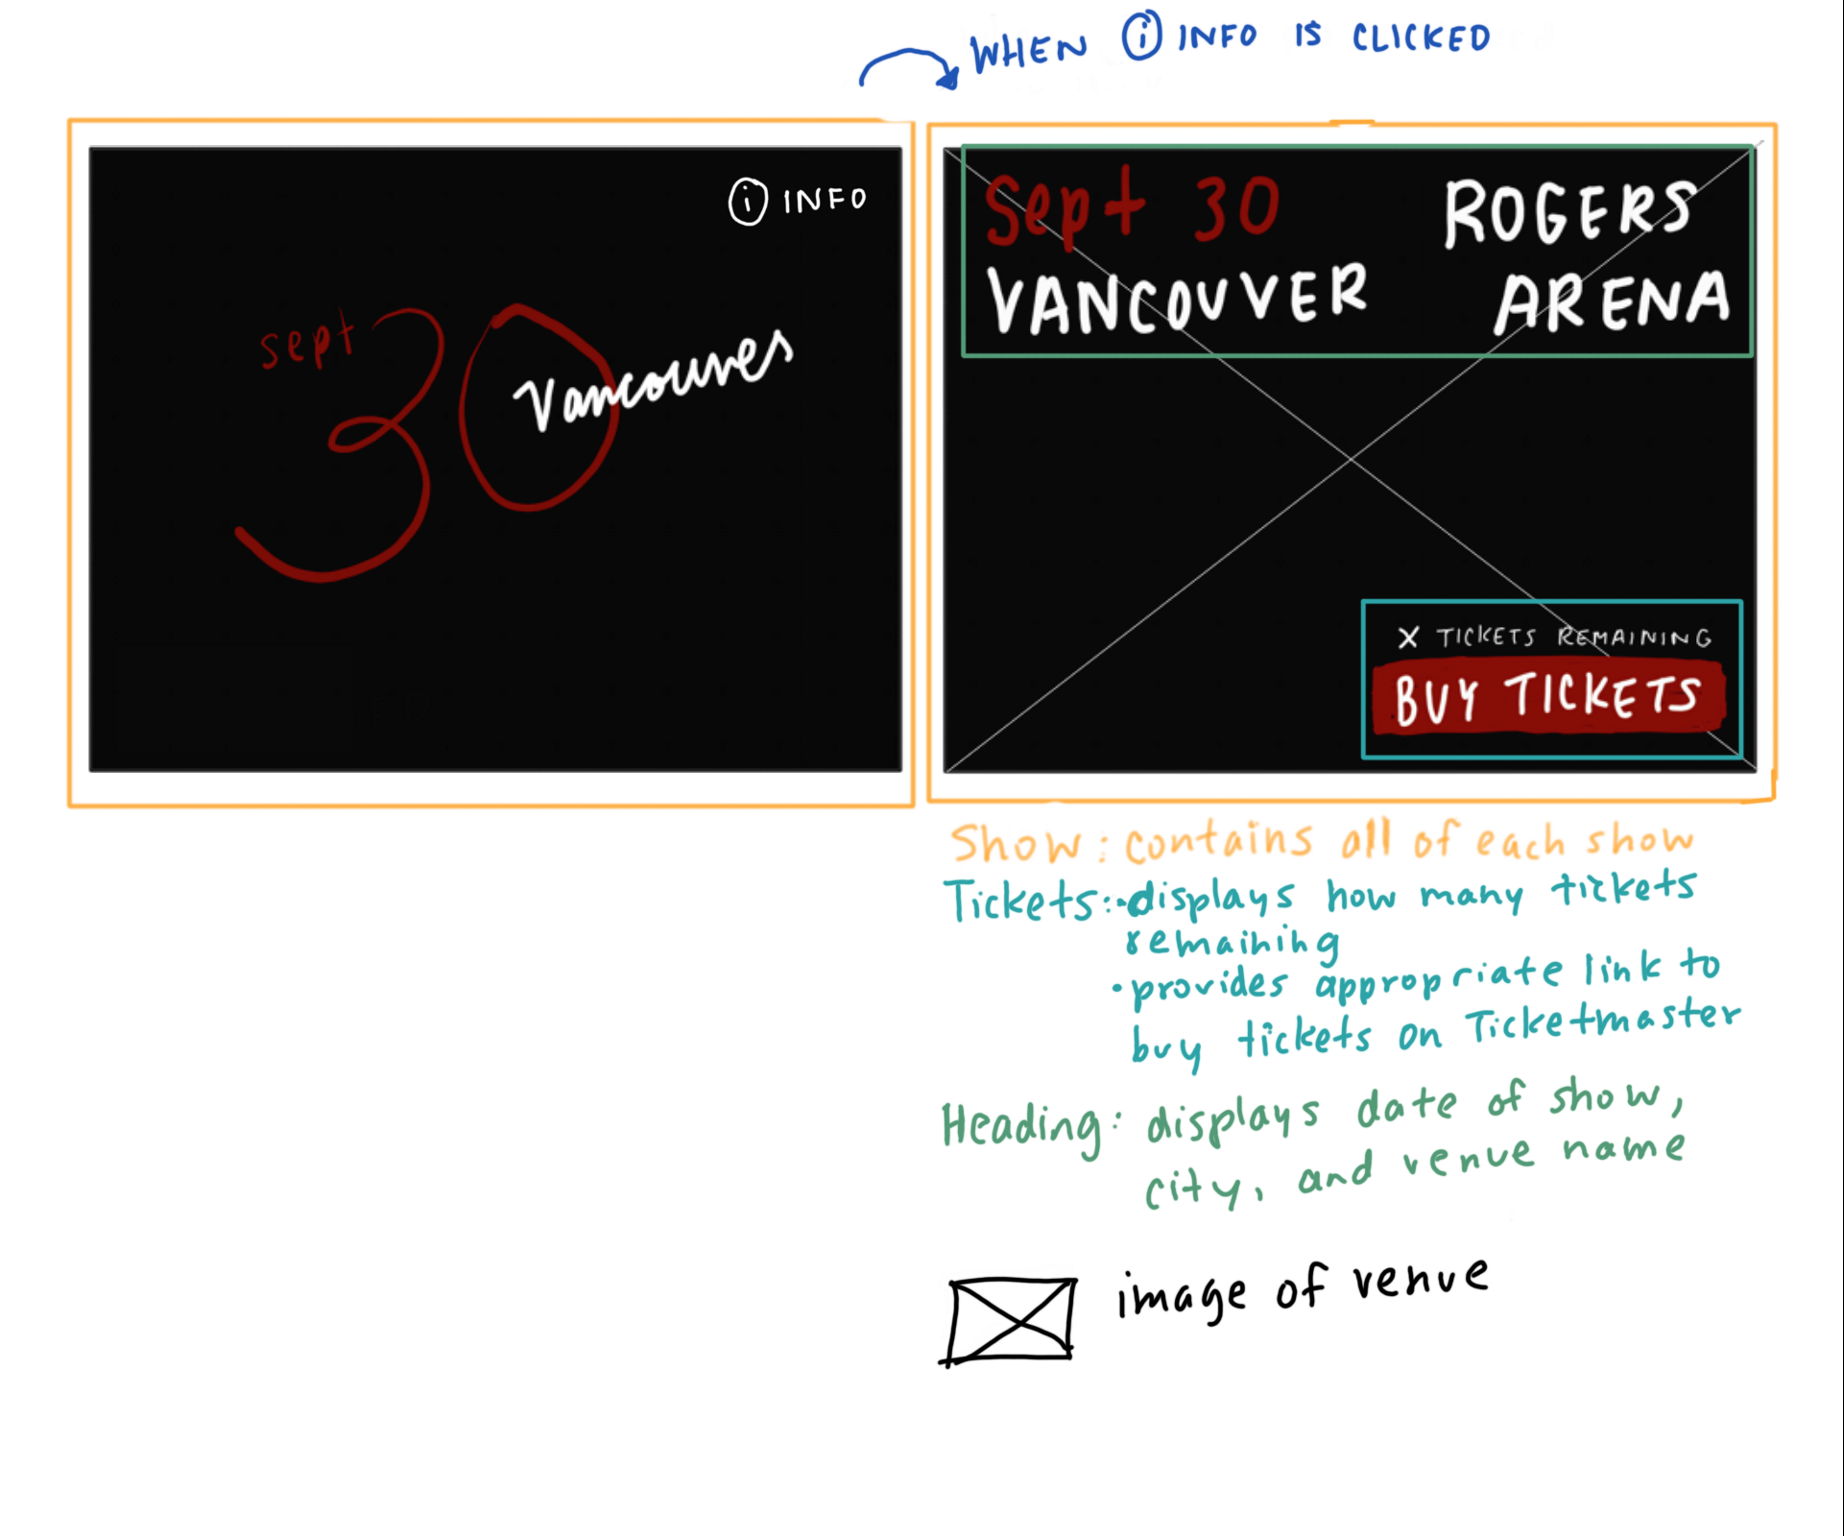 WHEN ⓘ INFO IS CLICKED
ⓘ INFO
sept
30
Vancouver
Sept 30
VANCOUVER
ROGERS
ARENA
X TICKETS REMAINING
BUY TICKETS
Show: contains all of each show
Tickets: • displays how many tickets
remaining
• provides appropriate link to
buy tickets on Ticketmaster
Heading: displays date of show,
city, and venue name
image of venue